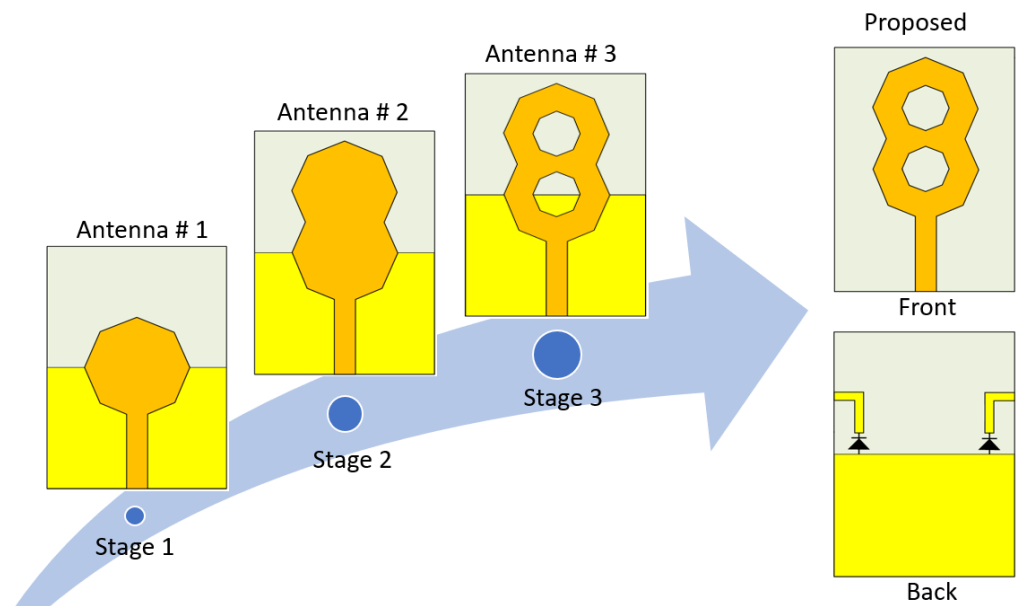 Antenna # 1
Stage 1
Antenna # 2
Stage 2
Antenna # 3
Stage 3
Proposed
Front
Back